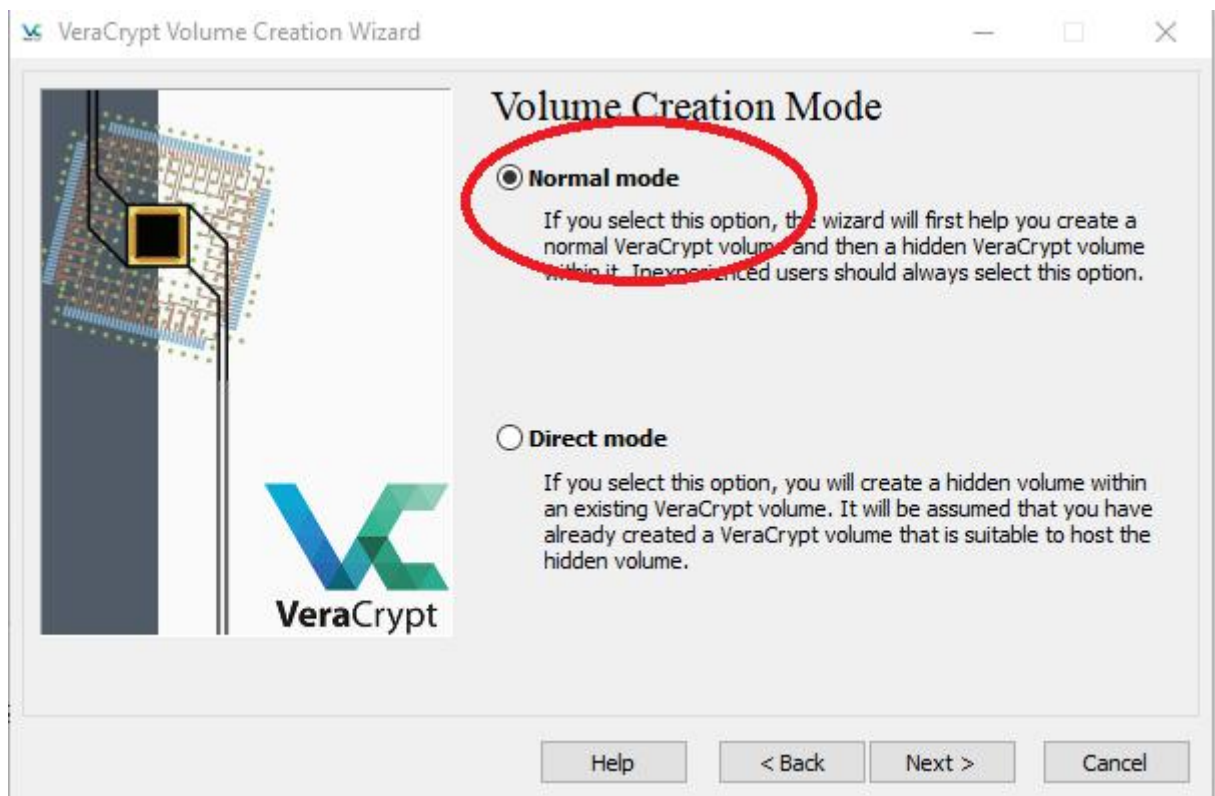 VeraCrypt Volume Creation Wizard
Volume Creation Mode
Normal mode
If you select this option, the wizard will first help you create a
normal VeraCrypt volume and then a hidden VeraCrypt volume
within it. Inexperienced users should always select this option.
Direct mode
If you select this option, you will create a hidden volume within
an existing VeraCrypt volume. It will be assumed that you have
already created a VeraCrypt volume that is suitable to host the
hidden volume.
VeraCrypt
Help
< Back
Next >
Cancel